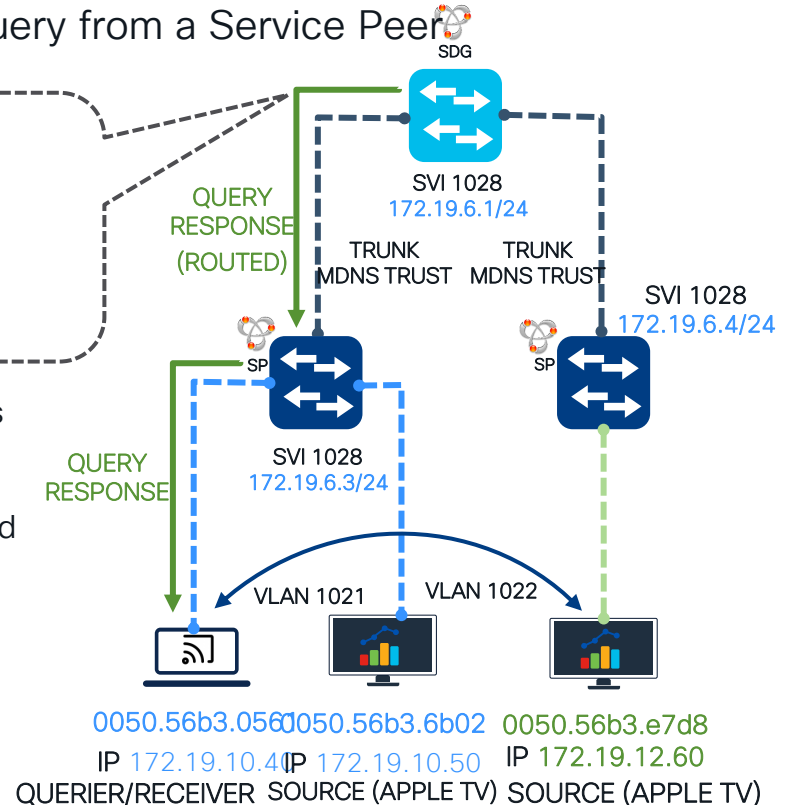 uery from a Service Peer
SDG
SVI 1028
172.19.6.1/24
QUERY
RESPONSE
(ROUTED)
TRUNK
MDNS TRUST
TRUNK
MDNS TRUST
SVI 1028
172.19.6.4/24
SP
SP
s
SVI 1028
172.19.6.3/24
QUERY
RESPONSE
d
VLAN 1021
VLAN 1022
0050.56b3.0561
0050.56b3.6b02
0050.56b3.e7d8
IP 172.19.10.40
IP 172.19.10.50
IP 172.19.12.60
QUERIER/RECEIVER
SOURCE (APPLE TV)
SOURCE (APPLE TV)